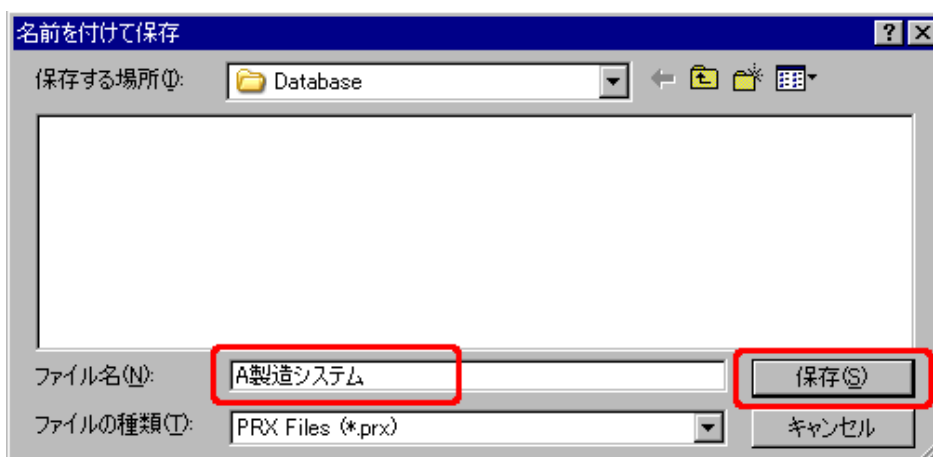 名前を付けて保存
保存する場所(I): Database
ファイル名(N): A製造システム 保存(S)
ファイルの種類(T): PRX Files (*.prx) キャンセル